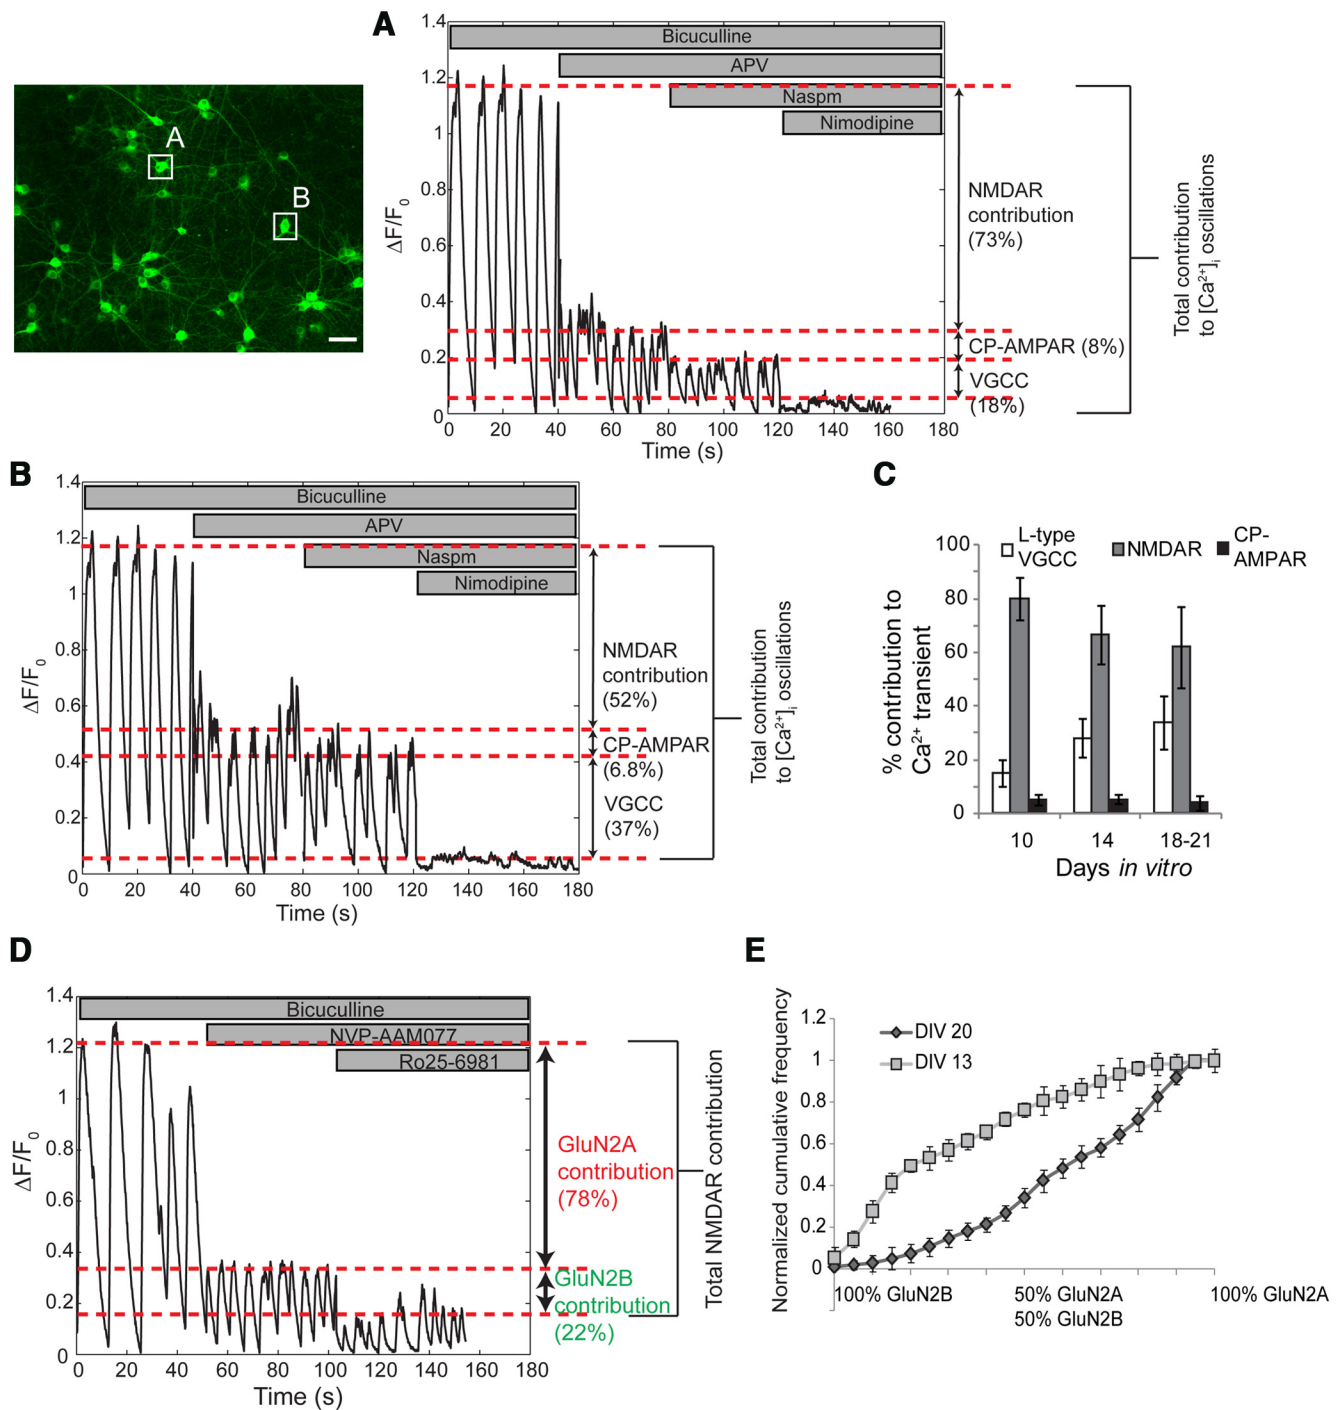 A
A
B
1.4
1.2
1
0.8
0.6
0.4
0.2
0
ΔF/F0
Bicuculline
APV
Naspm
Nimodipine
NMDAR
contribution
(73%)
CP-AMPAR (8%)
VGCC
(18%)
Total contribution
to [Ca2+]i oscillations
0 20 40 60 80 100 120 140 160 180
Time (s)
B
1.4
1.2
1
0.8
0.6
0.4
0.2
0
ΔF/F0
Bicuculline
APV
Naspm
Nimodipine
NMDAR
contribution
(52%)
CP-AMPAR
(6.8%)
VGCC
(37%)
Total contribution
to [Ca2+]i oscillations
0 20 40 60 80 100 120 140 160 180
Time (s)
C
L-type
VGCC
NMDAR
CP-
AMPAR
100
80
60
40
20
0
% contribution to
Ca2+ transient
10 14 18-21
Days in vitro
D
1.4
1.2
1.0
0.8
0.6
0.4
0.2
0
ΔF/F0
Bicuculline
NVP-AAM077
Ro25-6981
GluN2A
contribution
(78%)
GluN2B
contribution
(22%)
Total NMDAR contribution
0 20 40 60 80 100 120 140 160 180
Time (s)
E
Normalized cumulative frequency
1.2
1
0.8
0.6
0.4
0.2
0
DIV 20
DIV 13
100% GluN2B 50% GluN2A 100% GluN2A
50% GluN2B